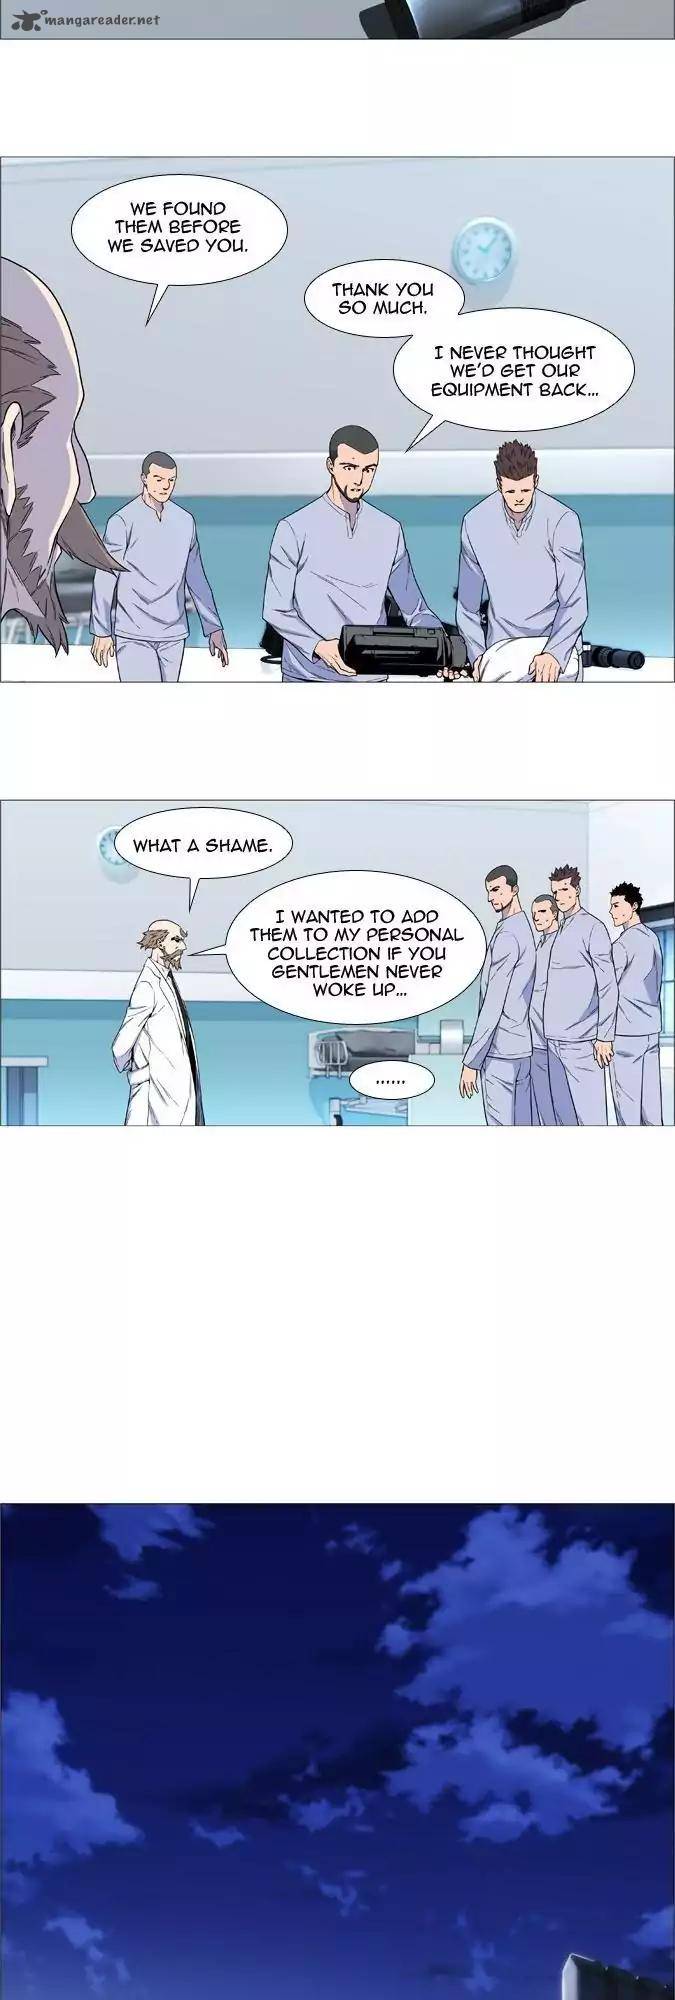 mangareader.net
WE FOUND
THEM BEFORE
WE SAVED YOU.
THANK YOU
SO MUCH.
I NEVER THOUGHT
WE'D GET OUR
EQUIPMENT BACK...
WHAT A SHAME.
I WANTED TO ADD
THEM TO MY PERSONAL
COLLECTION IF YOU
GENTLEMEN NEVER
WOKE UP...
......